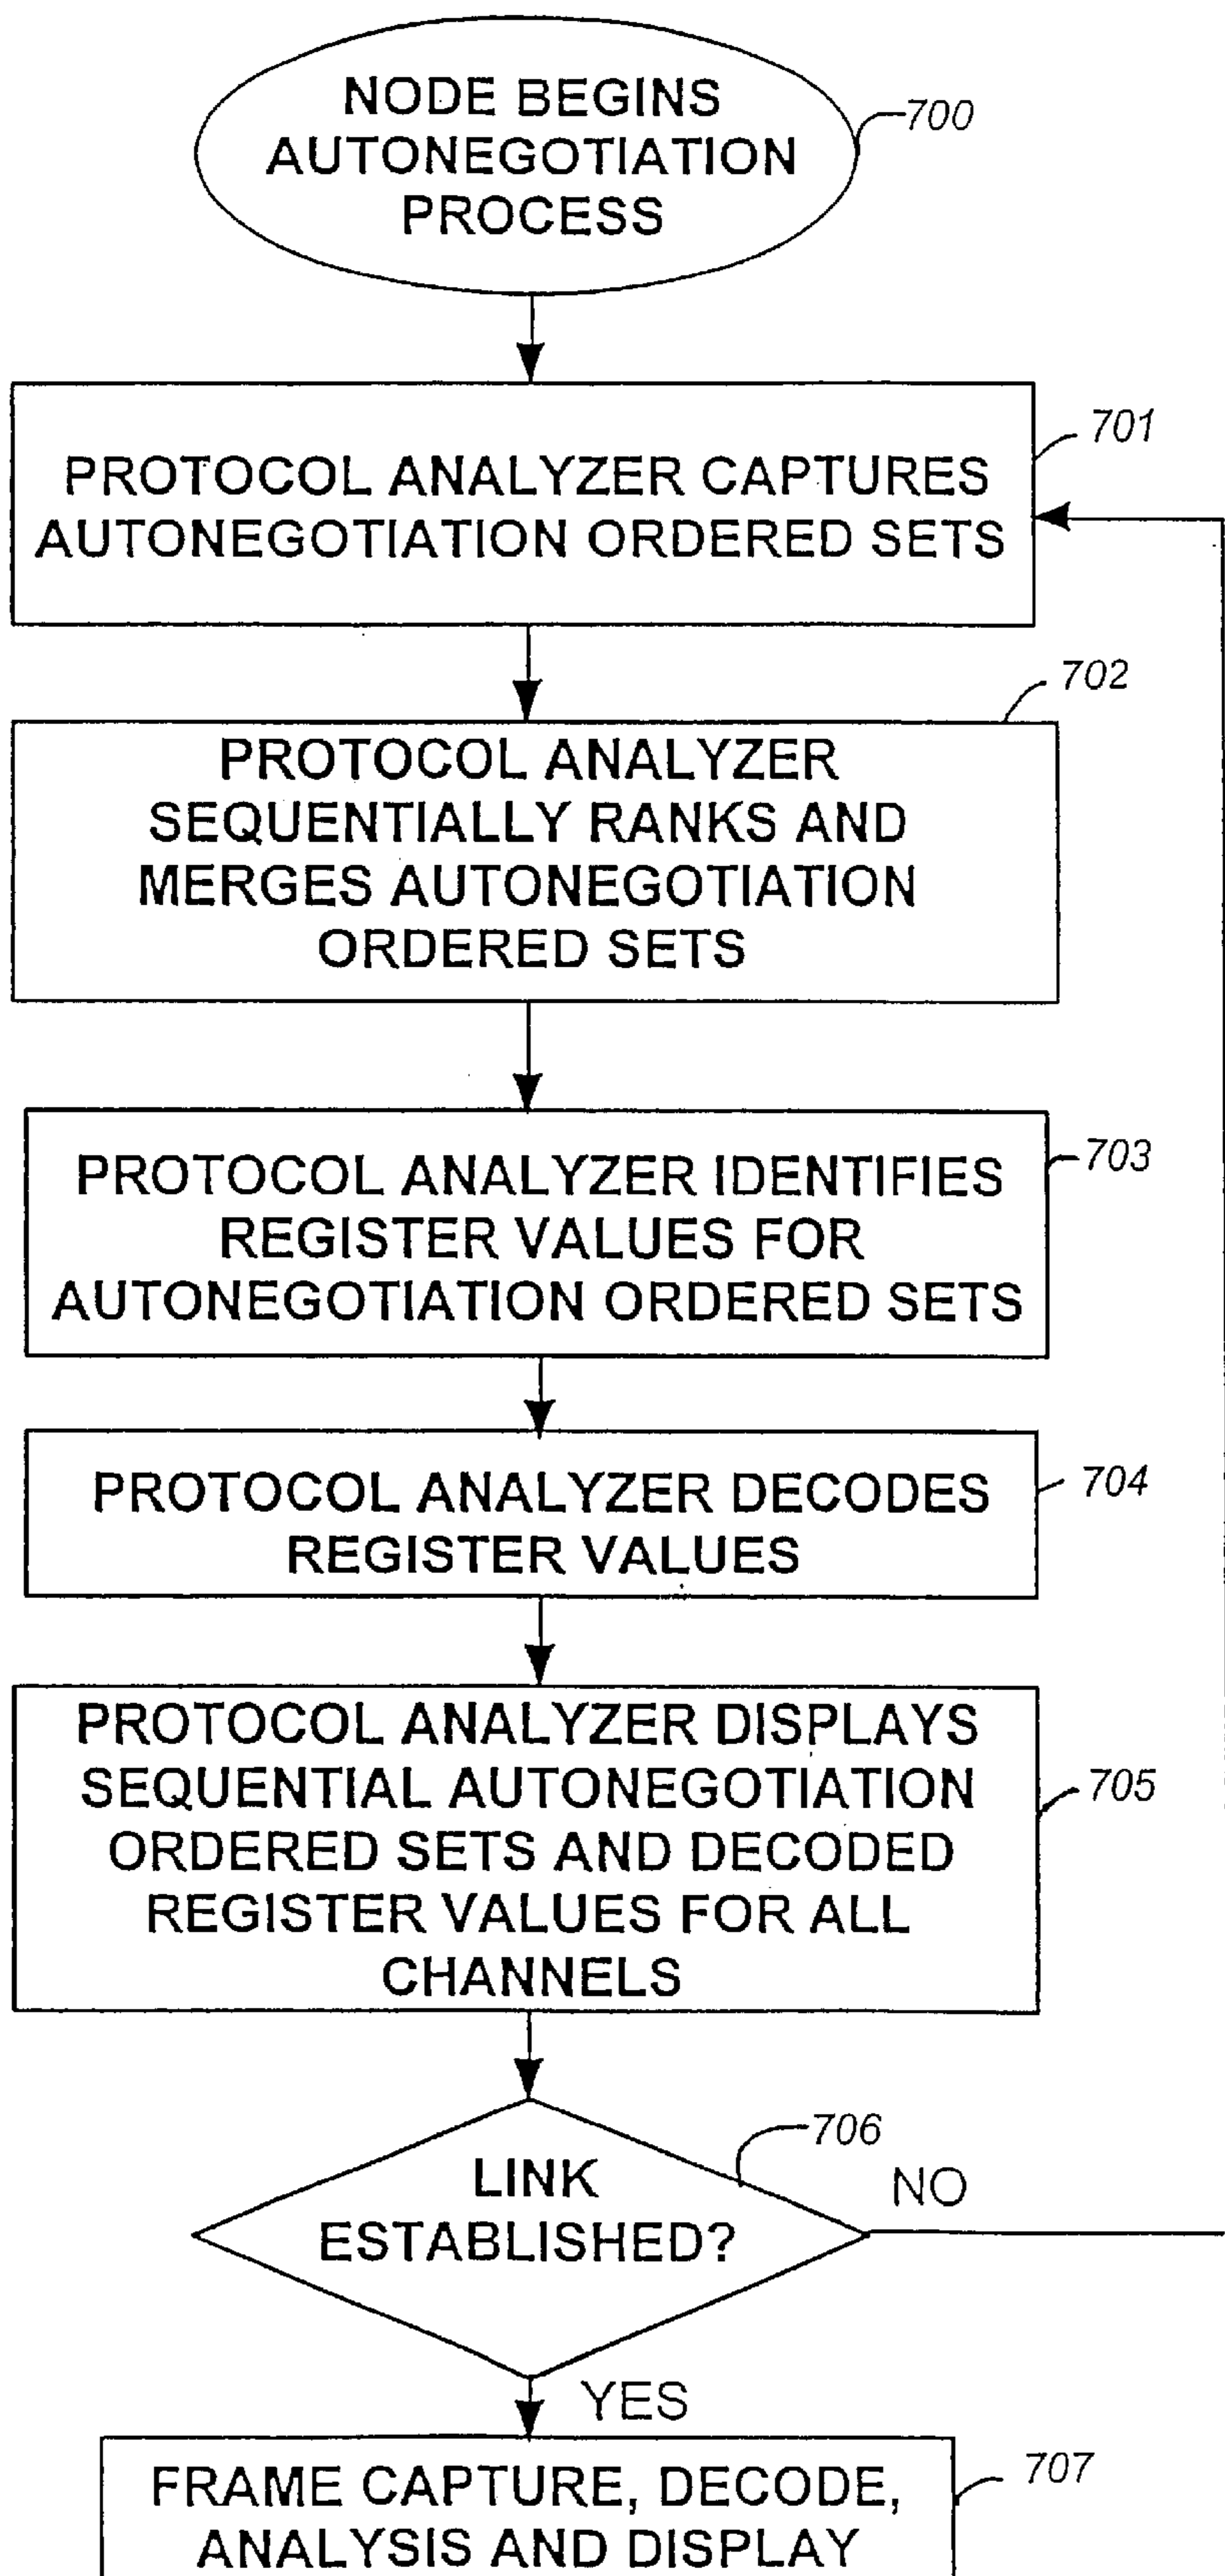 NODE BEGINS
AUTONEGOTIATION
PROCESS
700
PROTOCOL ANALYZER CAPTURES
AUTONEGOTIATION ORDERED SETS
701
702
PROTOCOL ANALYZER
SEQUENTIALLY RANKS AND
MERGES AUTONEGOTIATION
ORDERED SETS
PROTOCOL ANALYZER IDENTIFIES
REGISTER VALUES FOR
AUTONEGOTIATION ORDERED SETS
703
PROTOCOL ANALYZER DECODES
REGISTER VALUES
704
PROTOCOL ANALYZER DISPLAYS
SEQUENTIAL AUTONEGOTIATION
ORDERED SETS AND DECODED
REGISTER VALUES FOR ALL
CHANNELS
705
706
LINK
ESTABLISHED?
NO
YES
FRAME CAPTURE, DECODE,
ANALYSIS AND DISPLAY
707